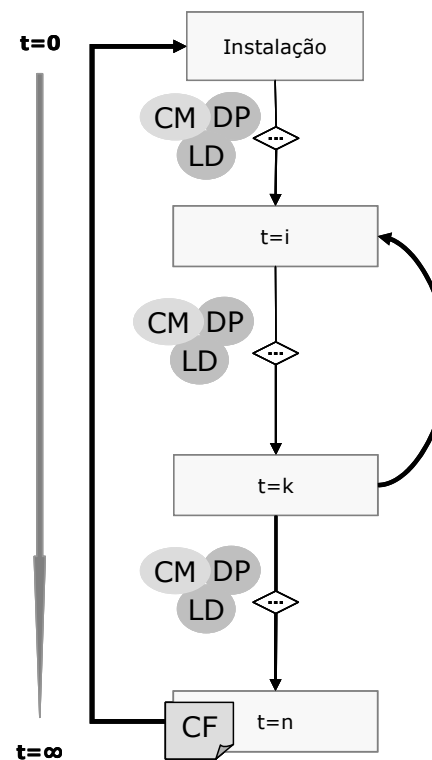 t=0
Instalação
CM DP
LD
...
t=i
CM DP
LD
...
t=k
CM DP
LD
...
CF
t=n
t=∞